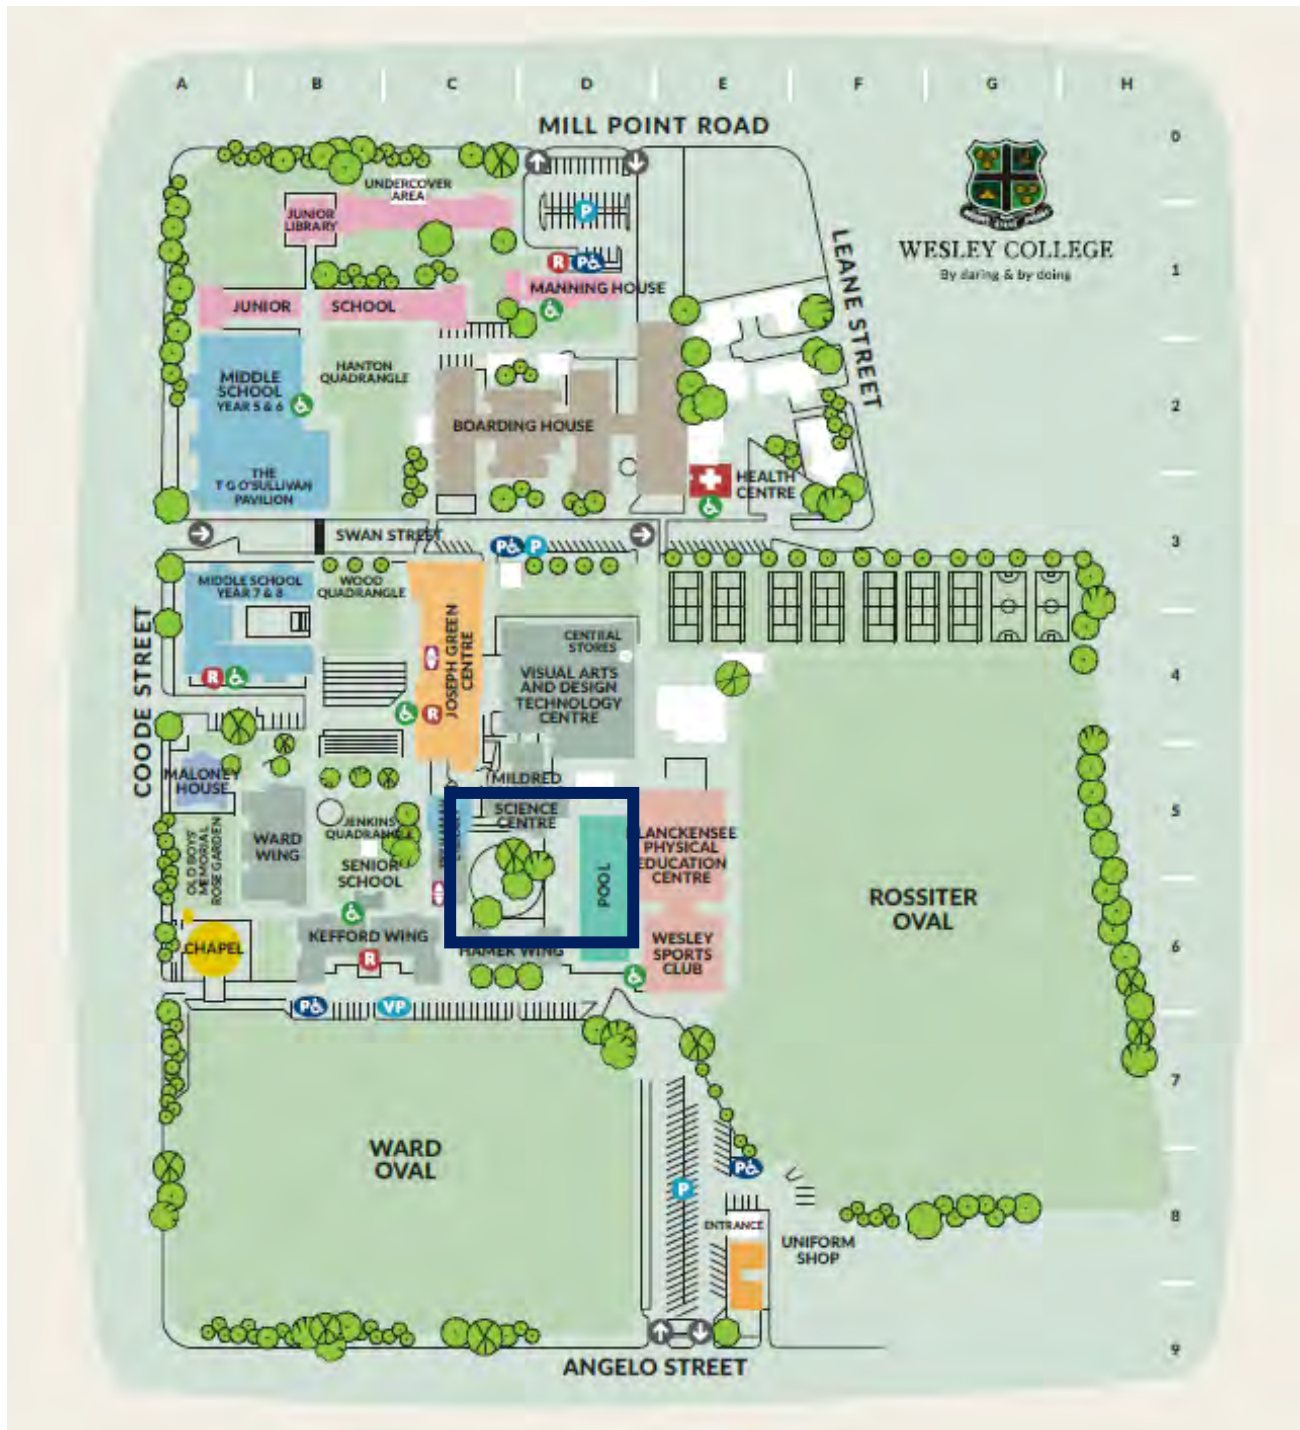 A B C D E F G H
MILL POINT ROAD
0
UNDERCOVER
AREA
JUNIOR
LIBRARY
P
LEANE STREET
WESLEY COLLEGE
By daring & by doing
1
R P
MANNING HOUSE
JUNIOR SCHOOL
HANTON
QUADRANGLE
MIDDLE
SCHOOL
YEAR 5 & 6
2
BOARDING HOUSE
THE
T G O'SULLIVAN
PAVILION
HEALTH
CENTRE
SWAN STREET
P P
3
MIDDLE SCHOOL
YEAR 7 & 8
WOOD
QUADRANGLE
COODE STREET
JOSEPH GREEN
CENTRE
CENTRAL
STORES
VISUAL ARTS
AND DESIGN
TECHNOLOGY
CENTRE
4
R
R
MALONEY
HOUSE
MILDRED
SCIENCE
CENTRE
5
JENKINS
QUADRANGLE
WARD
WING
OLD BOYS'
MEMORIAL
ROSE GARDEN
SENIOR
SCHOOL
POOL
PHYSICAL
EDUCATION
CENTRE
ROSSITER
OVAL
KEFFORD WING
CHAPEL
R
HAMER WING
WESLEY
SPORTS
CLUB
6
P VP
7
WARD
OVAL
P
P
8
ENTRANCE
UNIFORM
SHOP
9
ANGELO STREET